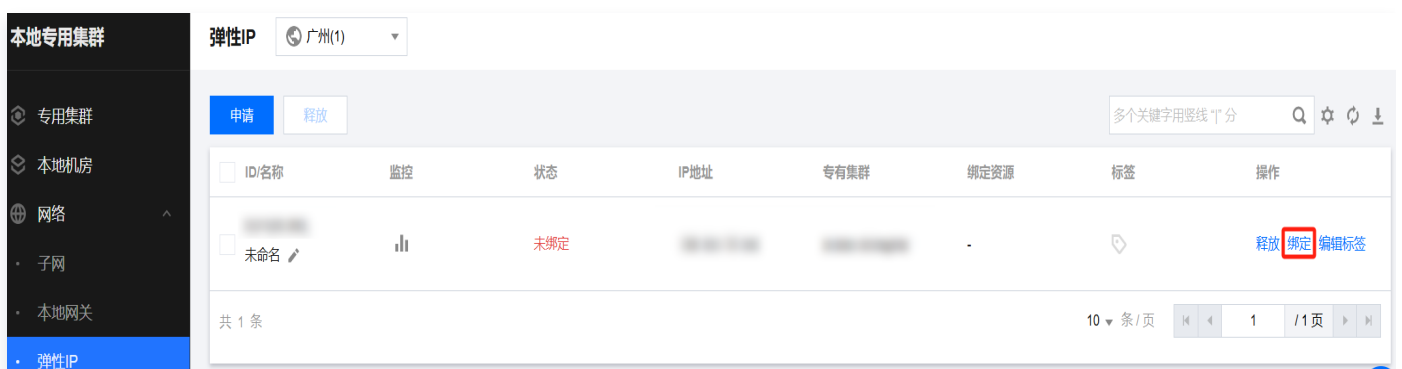 本地专用集群
专用集群
本地机房
网络
子网
本地网关
弹性IP
弹性IP 广州(1)
申请 释放 多个关键字用竖线 "|" 分
ID/名称 监控 状态 IP地址 专有集群 绑定资源 标签 操作
未命名 未绑定 - 释放 绑定 编辑标签
共 1 条 10 条 / 页 1 / 1 页